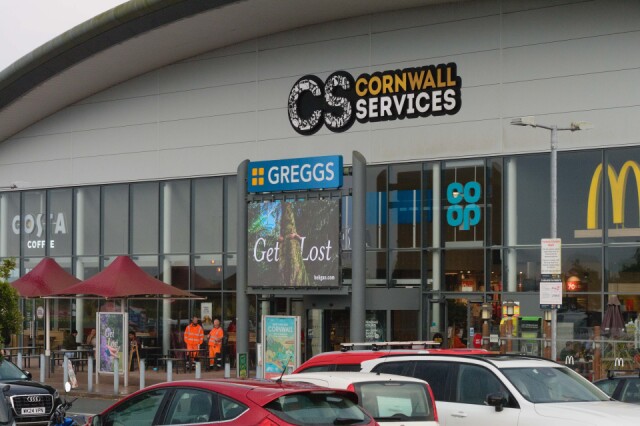 CS
CORNWALL
SERVICES
GREGGS
COSTA
COFFEE
co
op
Get Lost